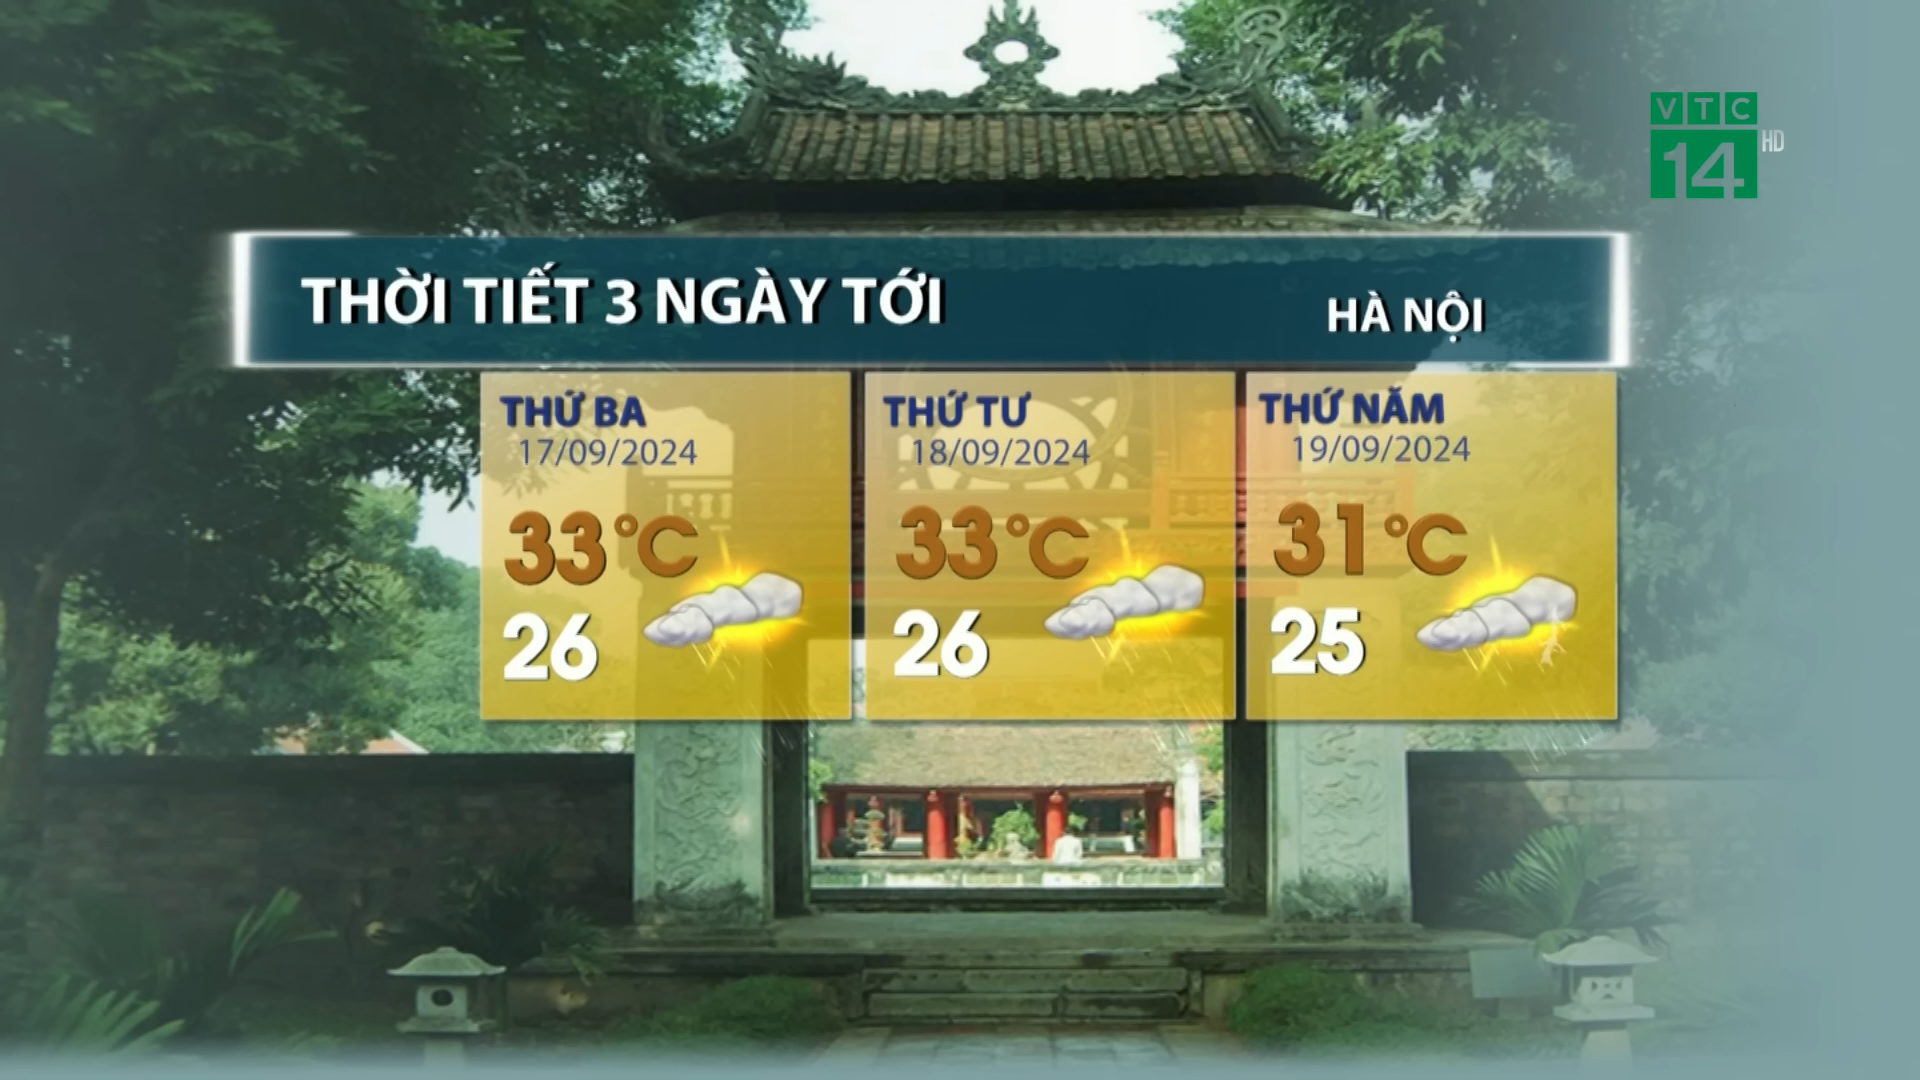 VTC
14 HD
THỜI TIẾT 3 NGÀY TỚI
HÀ NỘI
THỨ BA
17/09/2024
33°C
26
THỨ TƯ
18/09/2024
33°C
26
THỨ NĂM
19/09/2024
31°C
25